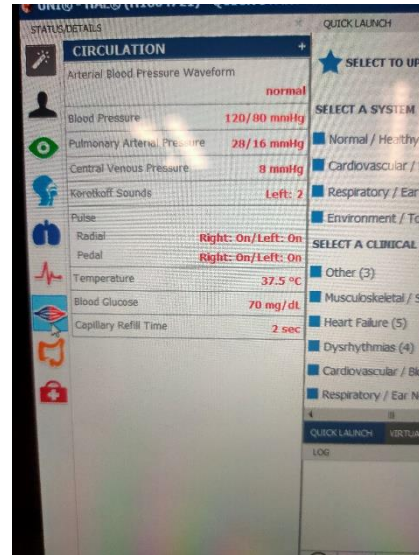 UNI® - HAL®
STATUS/DETAILS
CIRCULATION +
Arterial Blood Pressure Waveform
normal
Blood Pressure 120/80 mmHg
Pulmonary Arterial Pressure 28/16 mmHg
Central Venous Pressure 8 mmHg
Korotkoff Sounds Left: 2
Pulse
Radial Right: On/Left: On
Pedal Right: On/Left: On
Temperature 37.5 °C
Blood Glucose 70 mg/dL
Capillary Refill Time 2 sec
QUICK LAUNCH
SELECT TO UP
SELECT A SYSTEM
Normal / Healthy
Cardiovascular /
Respiratory / Ear
Environment / To
SELECT A CLINICAL
Other (3)
Musculoskeletal / S
Heart Failure (5)
Dysrhythmias (4)
Cardiovascular / Blo
Respiratory / Ear N
QUICK LAUNCH VIRTUA
LOG